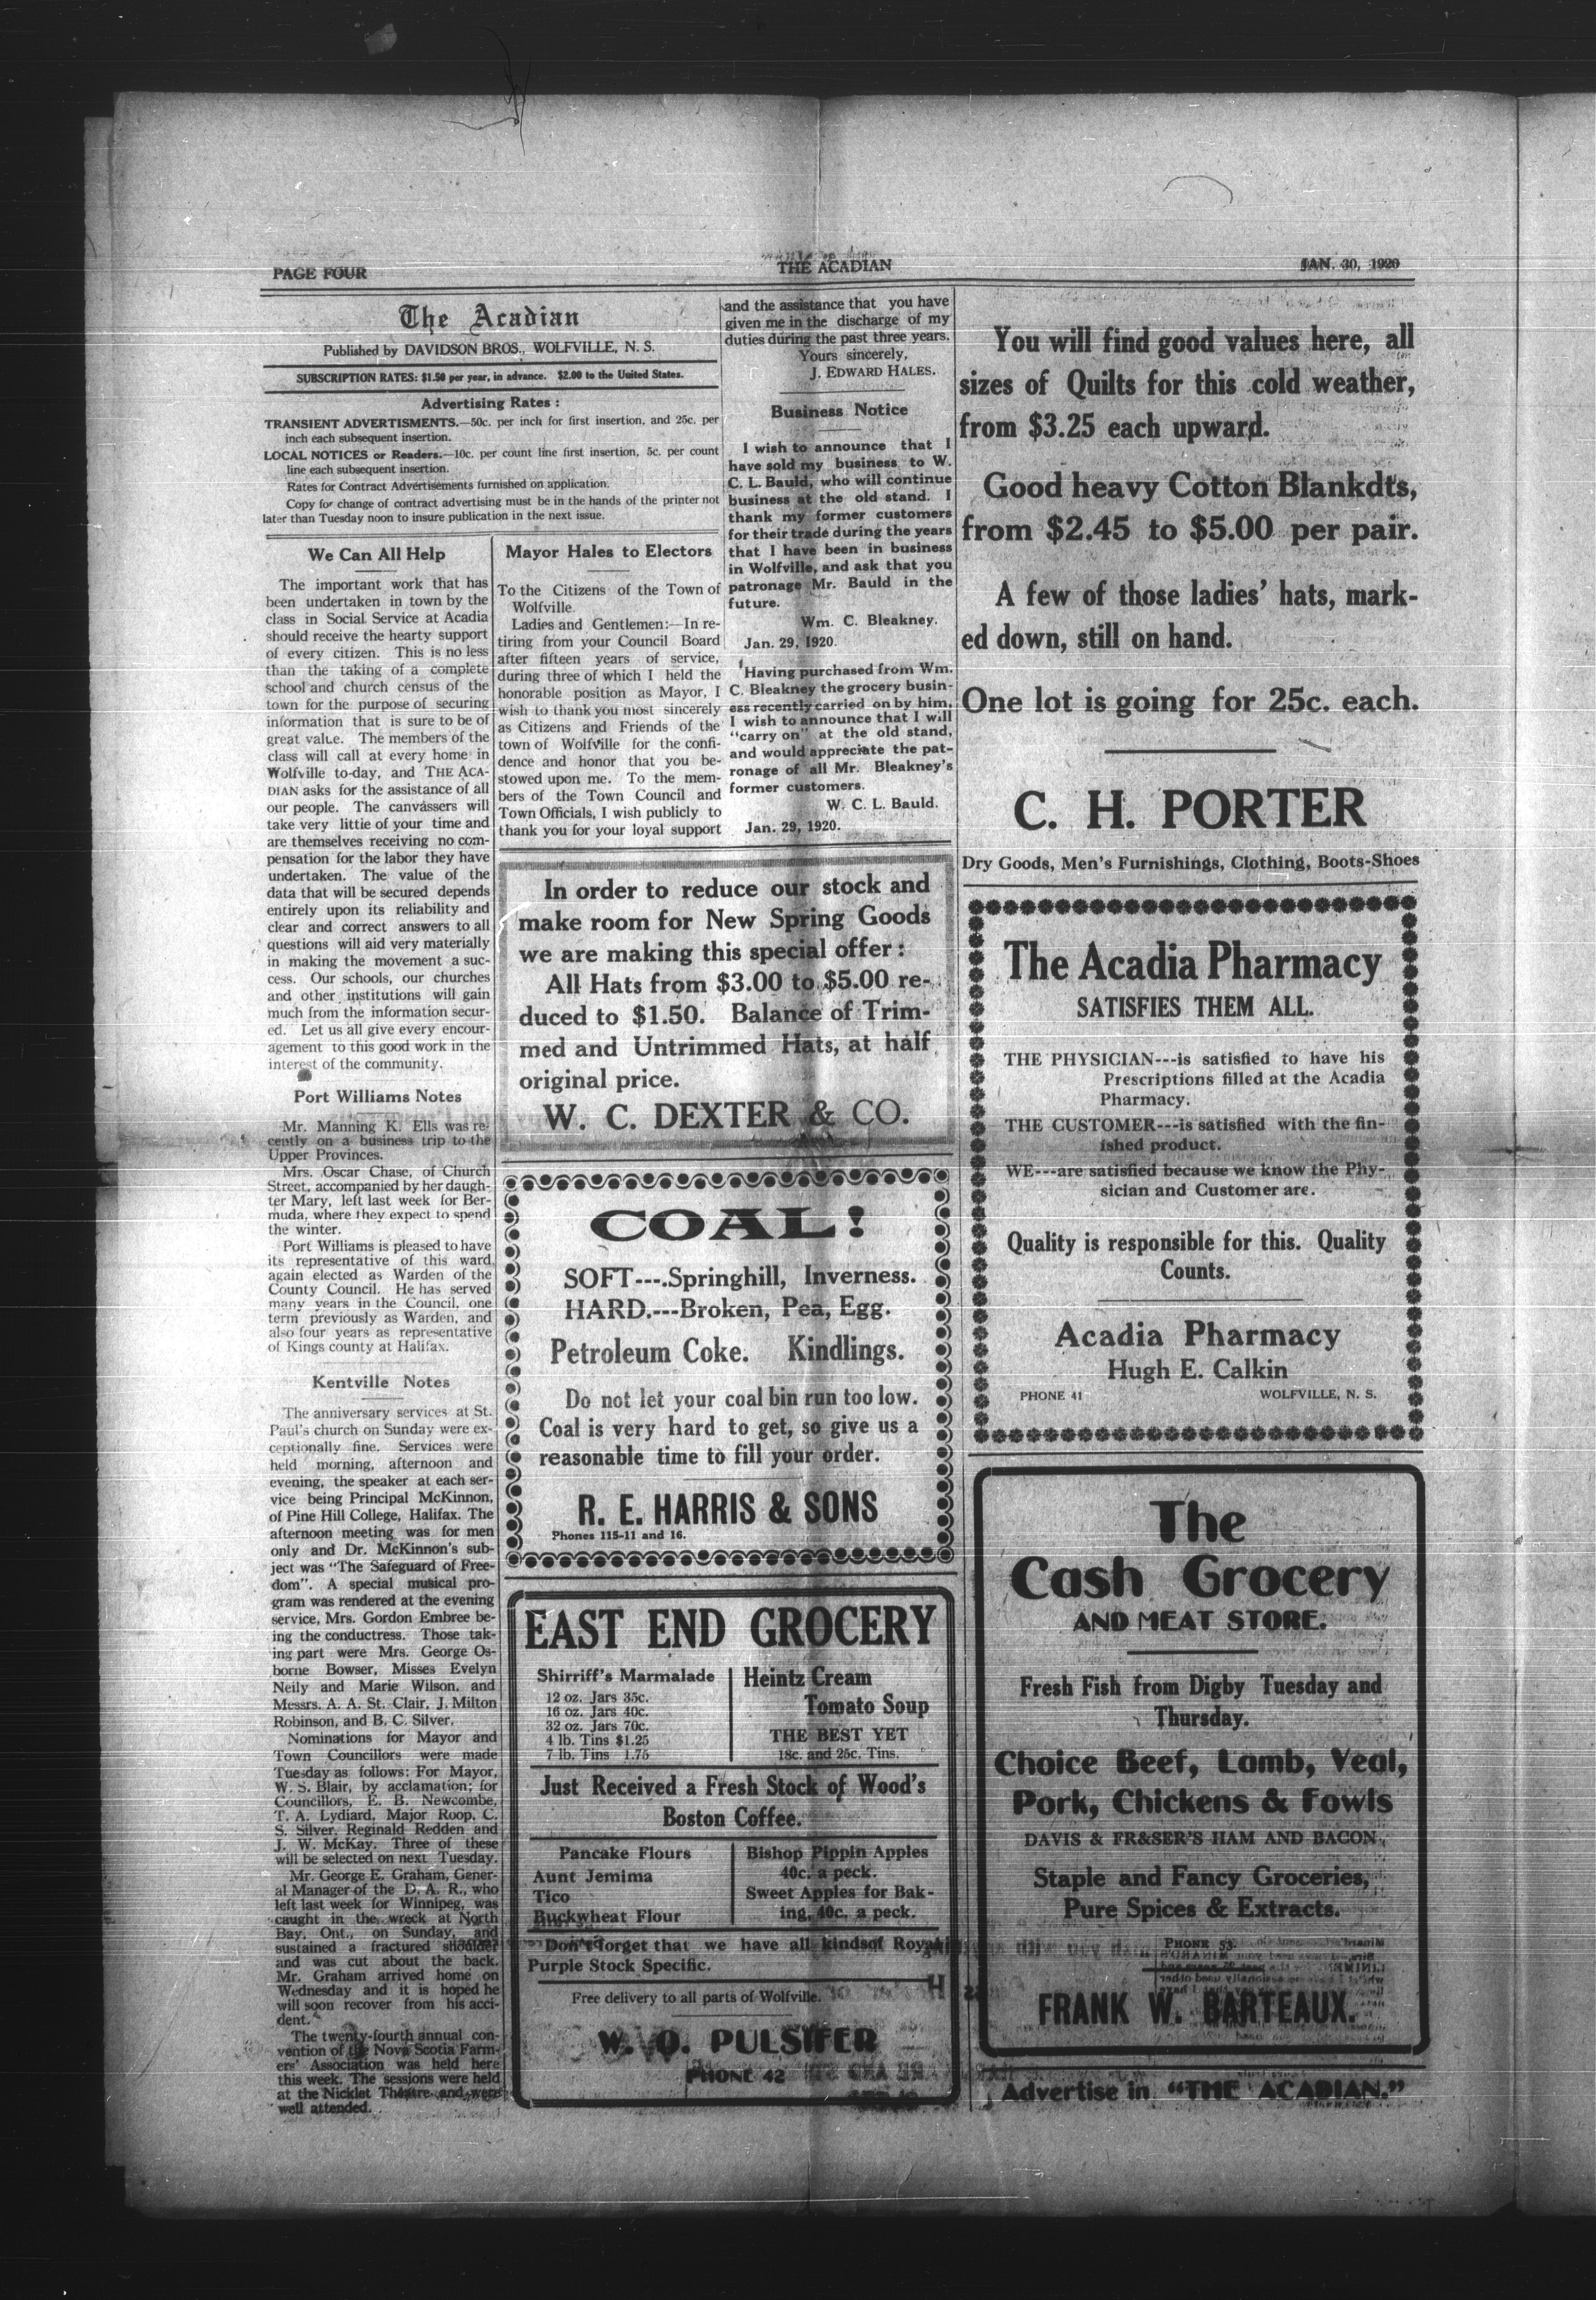 PAGE FOUR
THE ACADIAN
JAN. 30, 1920
The Acadian
Published by DAVIDSON BROS., WOLFVILLE, N. S.
SUBSCRIPTION RATES: $1.50 per year, in advance. $2.00 to the United States.
Advertising Rates :
TRANSIENT ADVERTISMENTS.—50c. per inch for first insertion, and 25c. per
inch each subsequent insertion.
LOCAL NOTICES or Readers.—10c. per count line first insertion, 5c. per count
line each subsequent insertion.
Rates for Contract Advertisements furnished on application.
Copy for change of contract advertising must be in the hands of the printer not
later than Tuesday noon to insure publication in the next issue.
We Can All Help
The important work that has
been undertaken in town by the
class in Social Service at Acadia
should receive the hearty support
of every citizen. This is no less
than the taking of a complete
school and church census of the
town for the purpose of securing
information that is sure to be of
great value. The members of the
class will call at every home in
Wolfville to-day, and THE ACA-
DIAN asks for the assistance of all
our people. The canvassers will
take very little of your time and
are themselves receiving no com-
pensation for the labor they have
undertaken. The value of the
data that will be secured depends
entirely upon its reliability and
clear and correct answers to all
questions will aid very materially
in making the movement a suc-
cess. Our schools, our churches
and other institutions will gain
much from the information secur-
ed. Let us all give every encour-
agement to this good work in the
interest of the community.
Port Williams Notes
Mr. Manning K. Ells was re-
cently on a business trip to the
Upper Provinces.
Mrs. Oscar Chase, of Church
Street, accompanied by her daugh-
ter Mary, left last week for Ber-
muda, where they expect to spend
the winter.
Port Williams is pleased to have
its representative of this ward,
again elected as Warden of the
County Council. He has served
many years in the Council, one
term previously as Warden, and
also four years as representative
of Kings county at Halifax.
Kentville Notes
The anniversary services at St.
Paul's church on Sunday were ex-
ceptionally fine. Services were
held morning, afternoon and
evening, the speaker at each ser-
vice being Principal McKinnon,
of Pine Hill College, Halifax. The
afternoon meeting was for men
only and Dr. McKinnon's sub-
ject was "The Safeguard of Free-
dom". A special musical pro-
gram was rendered at the evening
service, Mrs. Gordon Embree be-
ing the conductress. Those tak-
ing part were Mrs. George Os-
borne Bowser, Misses Evelyn
Neily and Marie Wilson, and
Messrs. A. A. St. Clair, J. Milton
Robinson, and B. C. Silver.
Nominations for Mayor and
Town Councillors were made
Tuesday as follows: For Mayor,
W. S. Blair, by acclamation; for
Councillors, E. B. Newcombe,
T. A. Lydiard, Major Roop, C.
S. Silver, Reginald Redden and
J. W. McKay. Three of these
will be selected on next Tuesday.
Mr. George E. Graham, Gener-
al Manager of the D. A. R., who
left last week for Winnipeg, was
caught in the wreck at North
Bay, Ont., on Sunday, and
sustained a fractured shoulder
and was cut about the back.
Mr. Graham arrived home on
Wednesday and it is hoped he
will soon recover from his acci-
dent.
The twenty-fourth annual con-
vention of the Nova Scotia Farm-
ers' Association was held here
this week. The sessions were held
at the Nicklet Theatre and were
well attended.
Mayor Hales to Electors
To the Citizens of the Town of
Wolfville.
Ladies and Gentlemen:—In re-
tiring from your Council Board
after fifteen years of service,
during three of which I held the
honorable position as Mayor, I
wish to thank you most sincerely
as Citizens and Friends of the
town of Wolfville for the confi-
dence and honor that you be-
stowed upon me. To the mem-
bers of the Town Council and
Town Officials, I wish publicly to
thank you for your loyal support
and the assistance that you have
given me in the discharge of my
duties during the past three years.
Yours sincerely,
J. EDWARD HALES.
Business Notice
I wish to announce that I
have sold my business to W.
C. L. Bauld, who will continue
business at the old stand. I
thank my former customers
for their trade during the years
that I have been in business
in Wolfville, and ask that you
patronage Mr. Bauld in the
future.
Wm. C. Bleakney.
Jan. 29, 1920.
Having purchased from Wm.
C. Bleakney the grocery busin-
ess recently carried on by him,
I wish to announce that I will
"carry on" at the old stand,
and would appreciate the pat-
ronage of all Mr. Bleakney's
former customers.
W. C. L. Bauld.
Jan. 29, 1920.
In order to reduce our stock and
make room for New Spring Goods
we are making this special offer :
All Hats from $3.00 to $5.00 re-
duced to $1.50. Balance of Trim-
med and Untrimmed Hats, at half
original price.
W. C. DEXTER & CO.
COAL!
SOFT---.Springhill, Inverness.
HARD.---Broken, Pea, Egg.
Petroleum Coke. Kindlings.
Do not let your coal bin run too low.
Coal is very hard to get, so give us a
reasonable time to fill your order.
R. E. HARRIS & SONS
Phones 115-11 and 16.
EAST END GROCERY
Shirriff's Marmalade
12 oz. Jars 35c.
16 oz. Jars 40c.
32 oz. Jars 70c.
4 lb. Tins $1.25
7 lb. Tins 1.75
Heintz Cream
Tomato Soup
THE BEST YET
18c. and 25c. Tins.
Just Received a Fresh Stock of Wood's
Boston Coffee.
Pancake Flours
Aunt Jemima
Tico
Buckwheat Flour
Bishop Pippin Apples
40c. a peck.
Sweet Apples for Bak-
ing, 40c. a peck.
Don't forget that we have all kindsof Royal
Purple Stock Specific.
Free delivery to all parts of Wolfville.
W. O. PULSIFER
PHONE 42
You will find good values here, all
sizes of Quilts for this cold weather,
from $3.25 each upward.
Good heavy Cotton Blankdts,
from $2.45 to $5.00 per pair.
A few of those ladies' hats, mark-
ed down, still on hand.
One lot is going for 25c. each.
C. H. PORTER
Dry Goods, Men's Furnishings, Clothing, Boots-Shoes
The Acadia Pharmacy
SATISFIES THEM ALL.
THE PHYSICIAN---is satisfied to have his
Prescriptions filled at the Acadia
Pharmacy.
THE CUSTOMER---is satisfied with the fin-
ished product.
WE---are satisfied because we know the Phy-
sician and Customer are.
Quality is responsible for this. Quality
Counts.
Acadia Pharmacy
Hugh E. Calkin
PHONE 41
WOLFVILLE, N. S.
The
Cash Grocery
AND MEAT STORE.
Fresh Fish from Digby Tuesday and
Thursday.
Choice Beef, Lamb, Veal,
Pork, Chickens & Fowls
DAVIS & FR&SER'S HAM AND BACON,
Staple and Fancy Groceries,
Pure Spices & Extracts.
PHONE 53.
FRANK W. BARTEAUX.
Advertise in "THE ACADIAN."